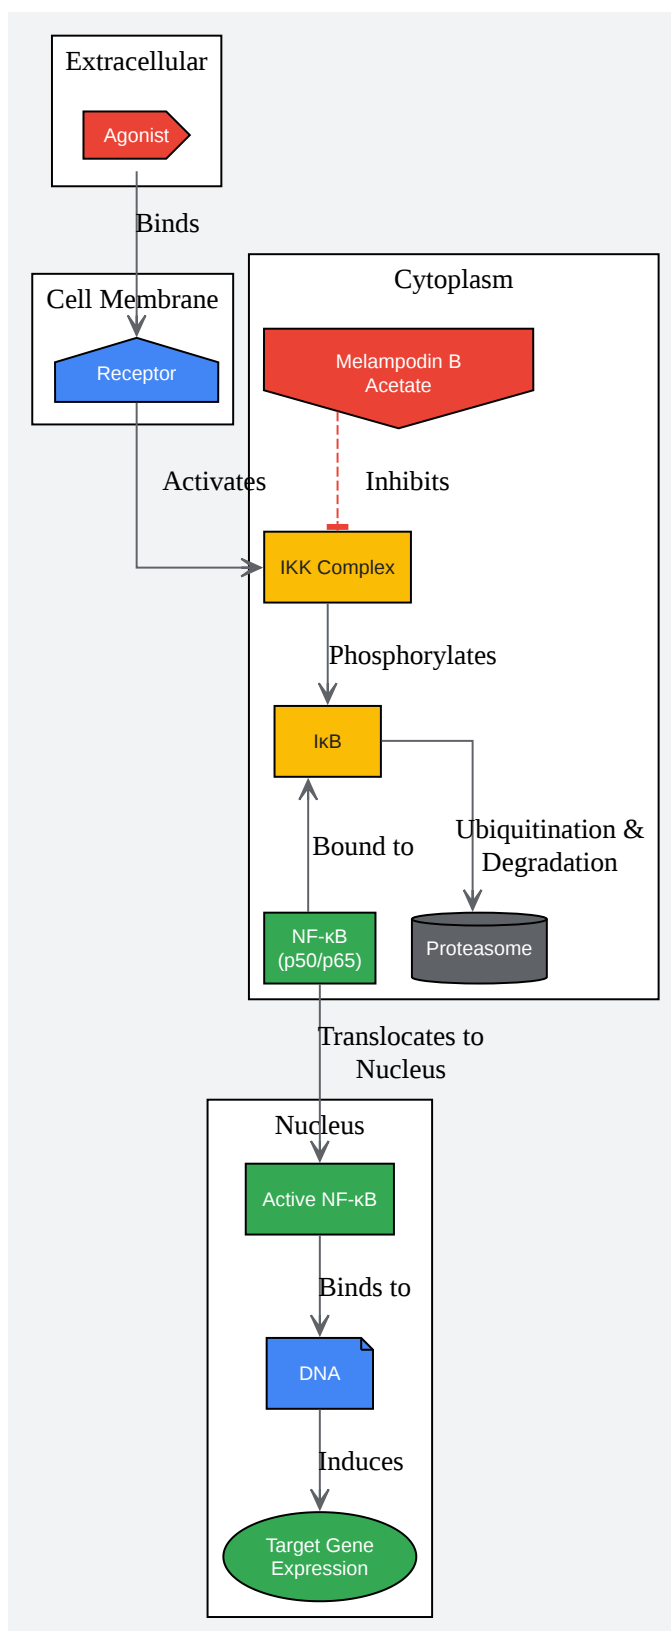 Extracellular
Agonist
Binds
Cell Membrane
Receptor
Cytoplasm
Melampodin B
Acetate
Activates
Inhibits
IKK Complex
Phosphorylates
IκB
Bound to
Ubiquitination &
Degradation
NF-κB
(p50/p65)
Proteasome
Translocates to
Nucleus
Nucleus
Active NF-κB
Binds to
DNA
Induces
Target Gene
Expression